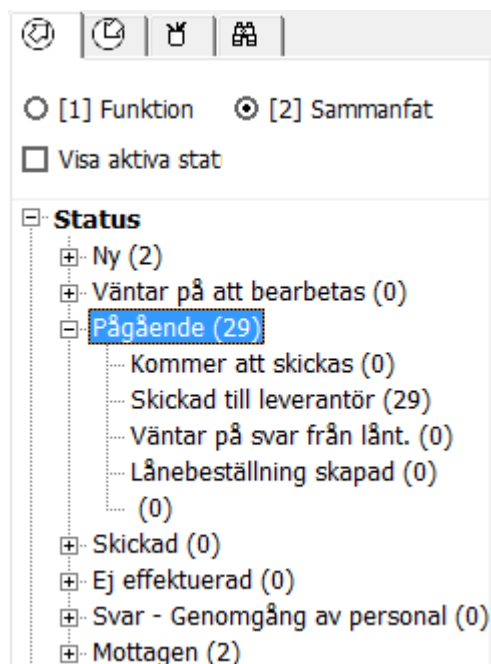 [1] Funktion [2] Sammanfat
Visa aktiva stat
Status
Ny (2)
Väntar på att bearbetas (0)
Pågående (29)
Kommer att skickas (0)
Skickad till leverantör (29)
Väntar på svar från lånt. (0)
Lånebeställning skapad (0)
(0)
Skickad (0)
Ej effektuerad (0)
Svar - Genomgång av personal (0)
Mottagen (2)